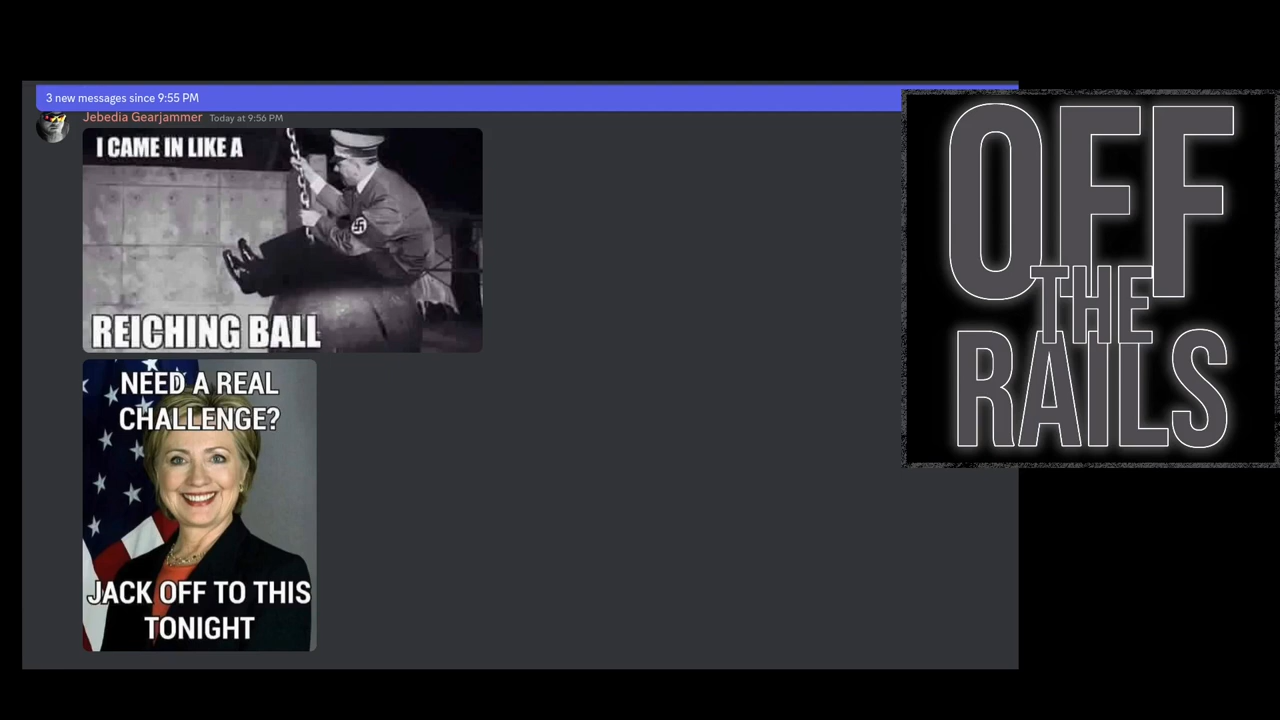 3 new messages since 9:55 PM
Jebedia Gearjammer Today at 9:56 PM
I CAME IN LIKE A
REICHING BALL
NEED A REAL
CHALLENGE?
JACK OFF TO THIS
TONIGHT
OFF
THE
RAILS